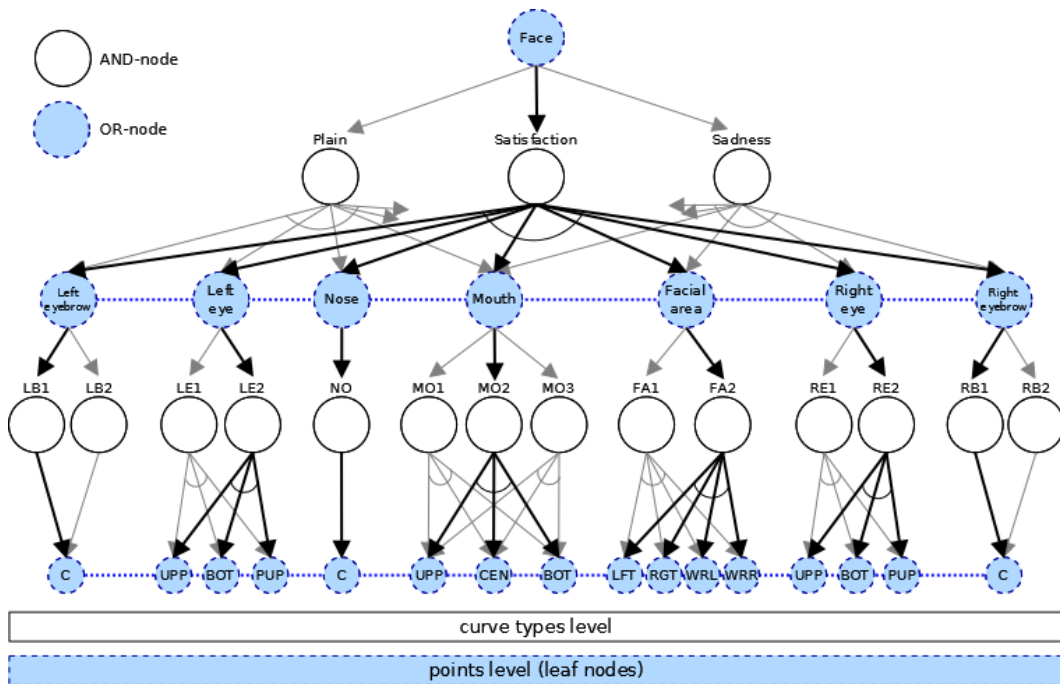 Face
AND-node
OR-node
Plain
Satisfaction
Sadness
Left
eyebrow
Left
eye
Nose
Mouth
Facial
area
Right
eye
Right
eyebrow
LB1
LB2
LE1
LE2
NO
MO1
MO2
MO3
FA1
FA2
RE1
RE2
RB1
RB2
C
UPP
BOT
PUP
C
UPP
CEN
BOT
LFT
RGT
WRL
WRR
UPP
BOT
PUP
C
curve types level
points level (leaf nodes)